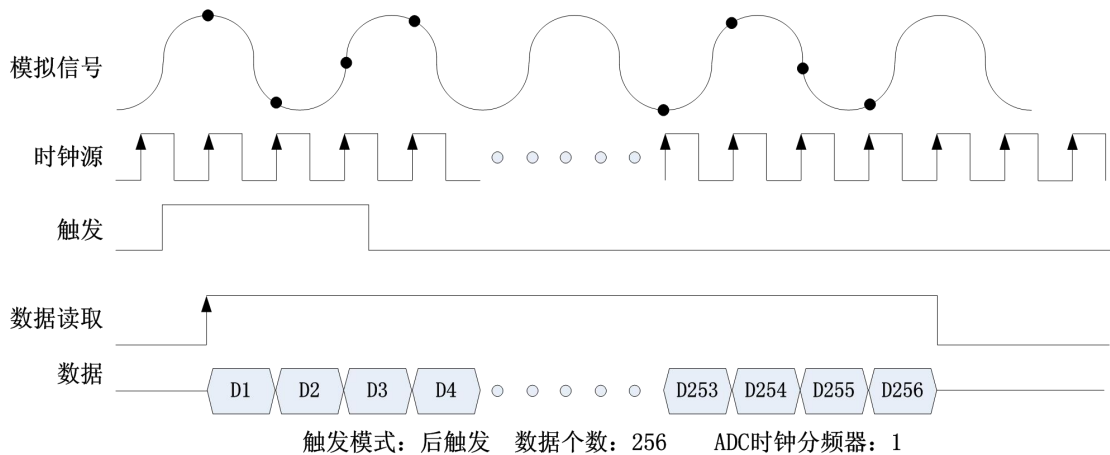 模拟信号
时钟源
触发
数据读取
数据
D1 D2 D3 D4 D253 D254 D255 D256
触发模式：后触发 数据个数：256 ADC时钟分频器：1